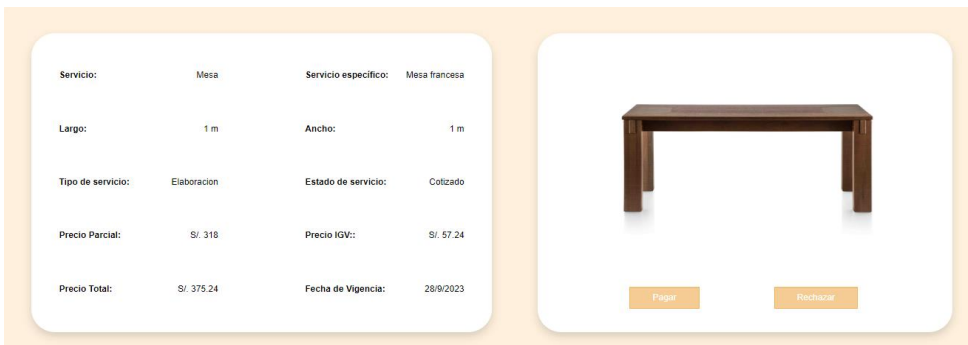 Servicio: Mesa Servicio específico: Mesa francesa
Largo: 1 m Ancho: 1 m
Tipo de servicio: Elaboracion Estado de servicio: Cotizado
Precio Parcial: S/. 318 Precio IGV:: S/. 57.24
Precio Total: S/. 375.24 Fecha de Vigencia: 28/9/2023
Pagar Rechazar